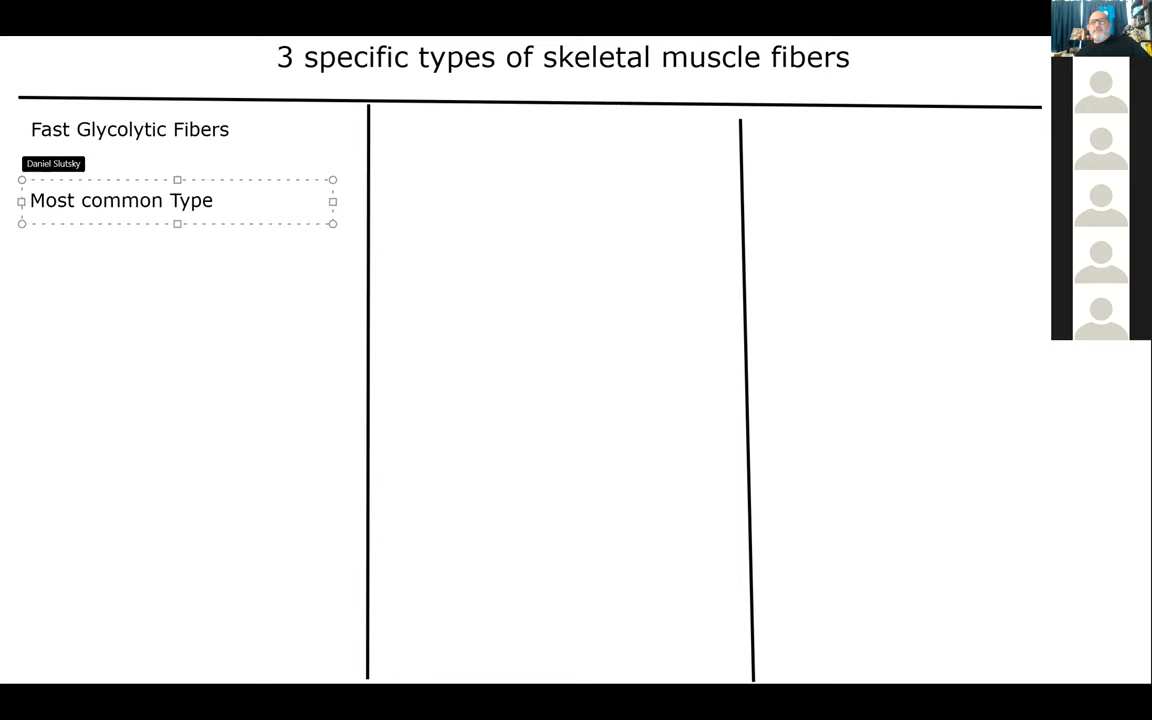 3 specific types of skeletal muscle fibers
Fast Glycolytic Fibers
Daniel Slutsky
Most common Type